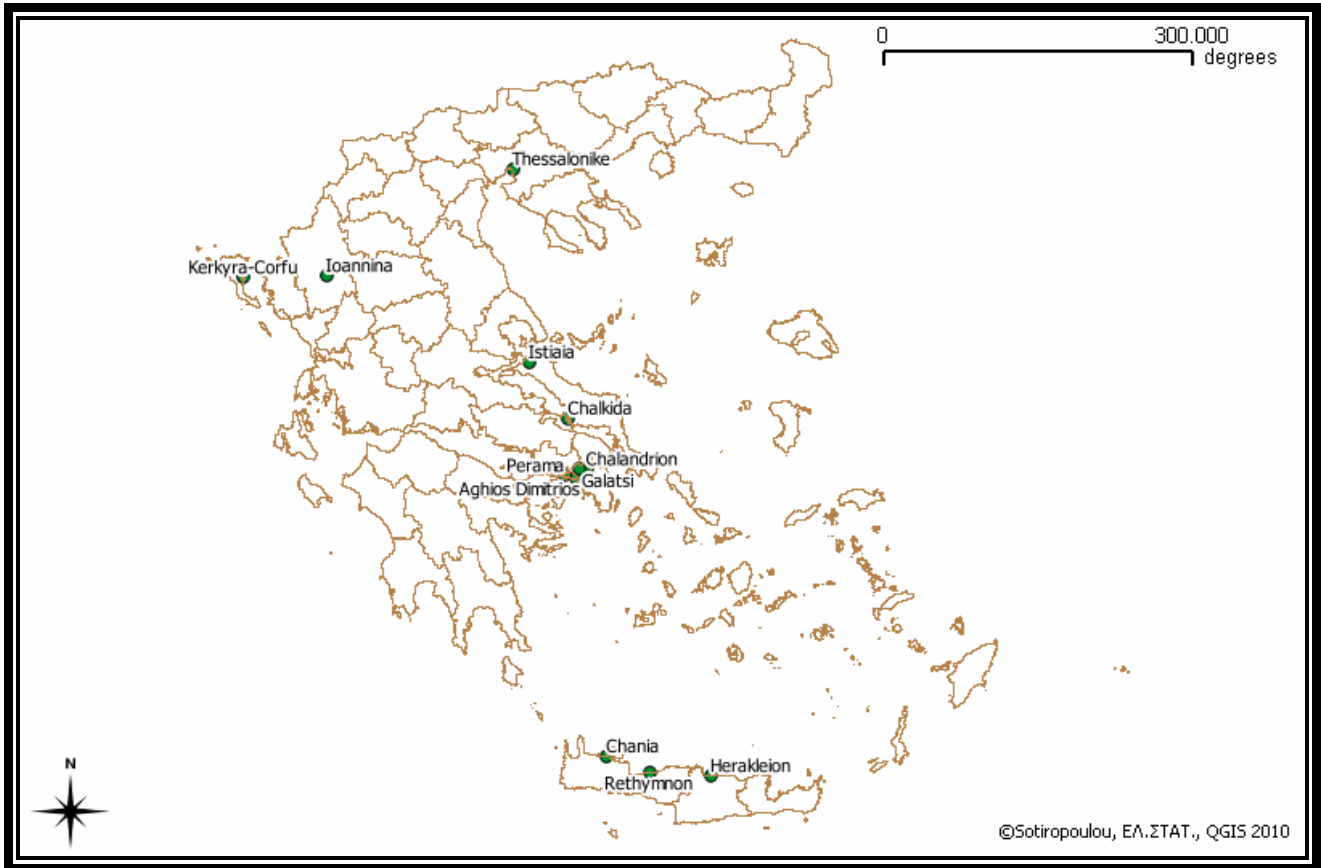 0 300.000
degrees
Thessalonike
Kerkyra-Corfu
Ioannina
Istiaia
Chalkida
Chalandrion
Perama
Galatsi
Aghios Dimitrios
Chania
Herakleion
Rethymnon
N
©Sotiropoulou, ΕΛ.ΣΤΑΤ., QGIS 2010